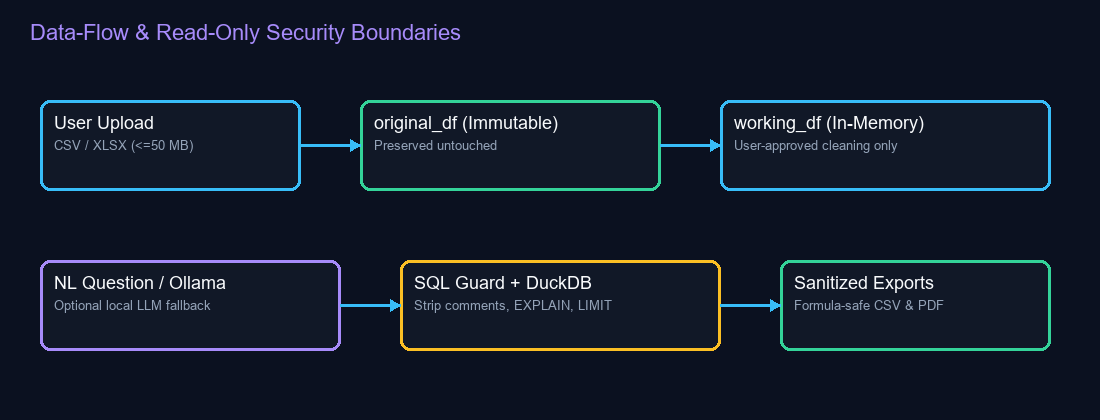 Data-Flow & Read-Only Security Boundaries
User Upload
CSV / XLSX (<=50 MB)
original_df (Immutable)
Preserved untouched
working_df (In-Memory)
User-approved cleaning only
NL Question / Ollama
Optional local LLM fallback
SQL Guard + DuckDB
Strip comments, EXPLAIN, LIMIT
Sanitized Exports
Formula-safe CSV & PDF